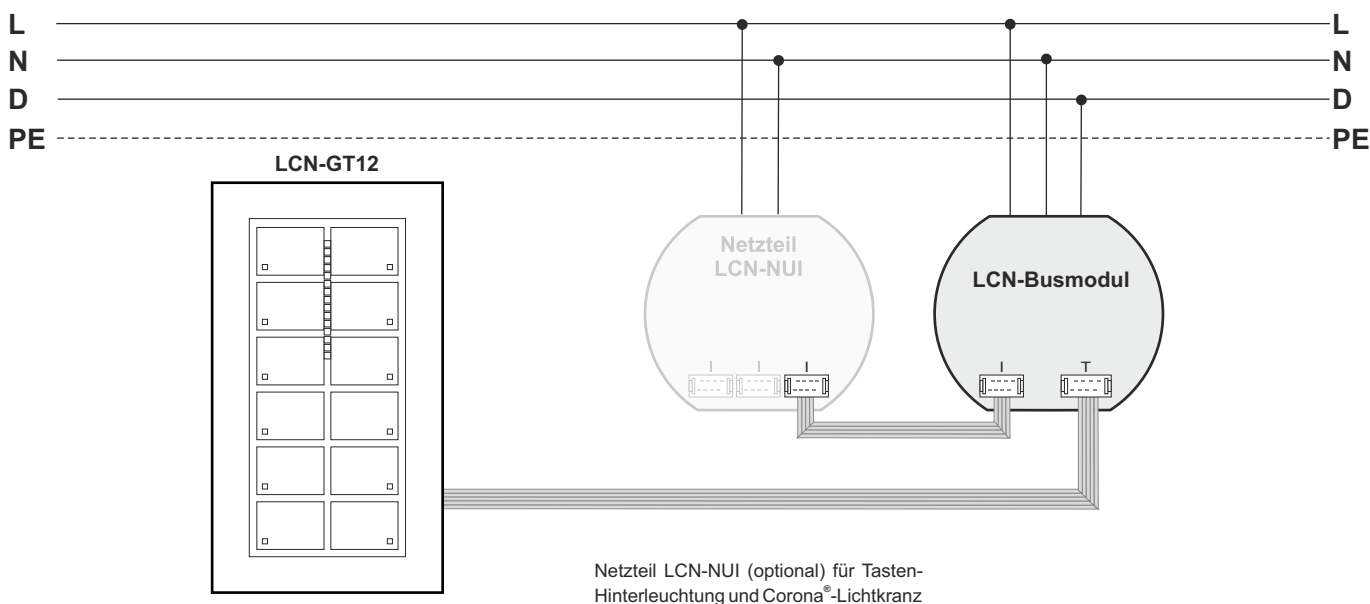 L L
N N
D D
PE PE
LCN-GT12
Netzteil
LCN-NUI
LCN-Busmodul
I I I I T
Netzteil LCN-NUI (optional) für Tasten-
Hinterleuchtung und Corona®-Lichtkranz